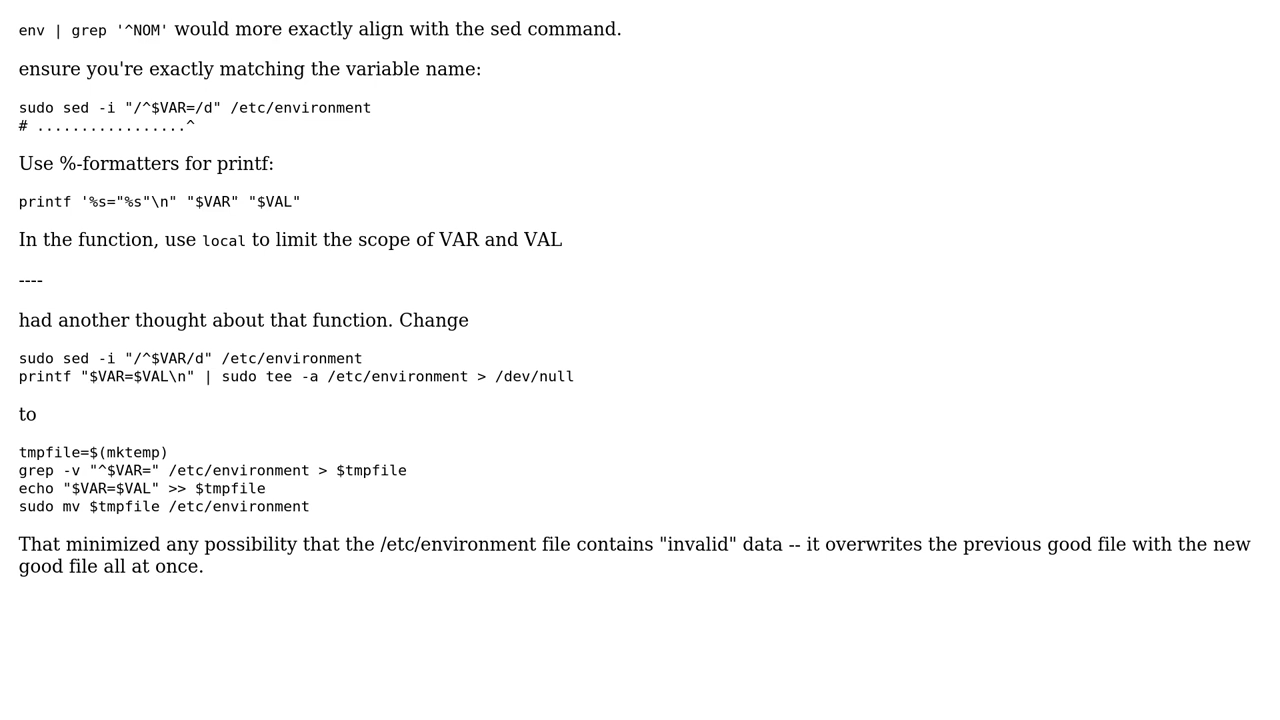 env | grep '^NOM' would more exactly align with the sed command.
ensure you're exactly matching the variable name:
sudo sed -i "/^$VAR=/d" /etc/environment
# .................^
Use %-formatters for printf:
printf '%s="%s"\n" "$VAR" "$VAL"
In the function, use local to limit the scope of VAR and VAL
----
had another thought about that function. Change
sudo sed -i "/^$VAR/d" /etc/environment
printf "$VAR=$VAL\n" | sudo tee -a /etc/environment > /dev/null
to
tmpfile=$(mktemp)
grep -v "^$VAR=" /etc/environment > $tmpfile
echo "$VAR=$VAL" >> $tmpfile
sudo mv $tmpfile /etc/environment
That minimized any possibility that the /etc/environment file contains "invalid" data -- it overwrites the previous good file with the new
good file all at once.